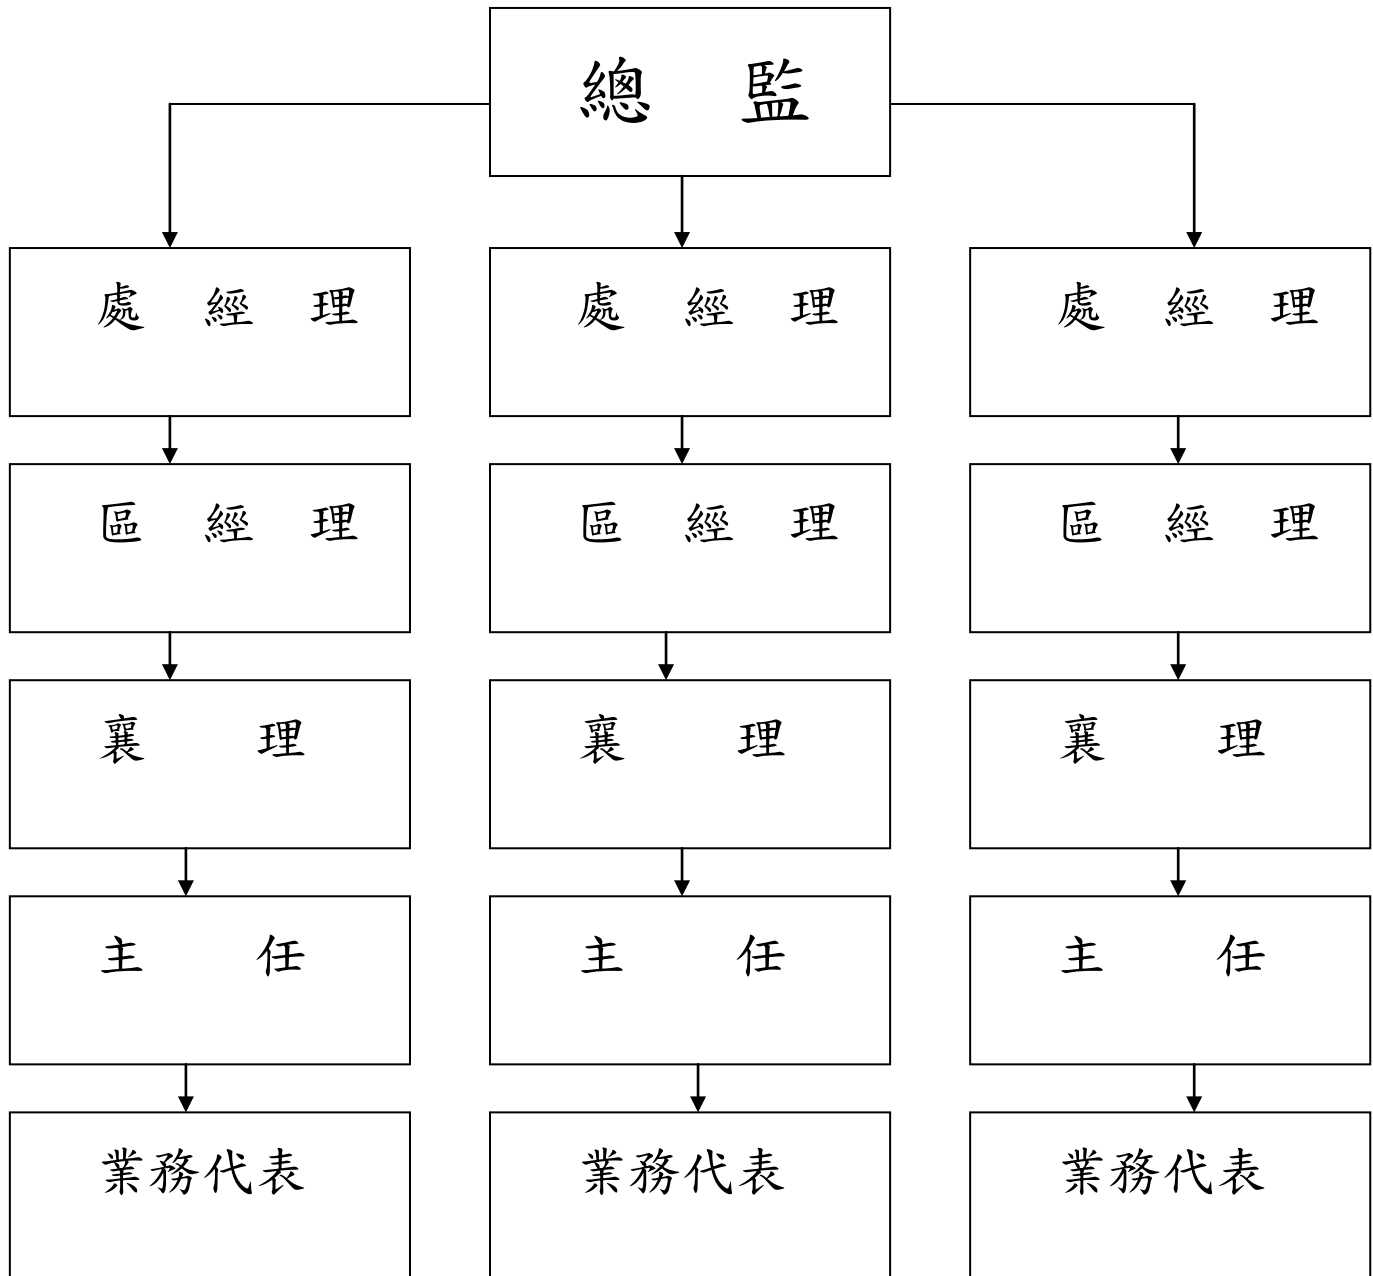 總 監
處 經 理
處 經 理
處 經 理
區 經 理
區 經 理
區 經 理
襄 理
襄 理
襄 理
主 任
主 任
主 任
業務代表
業務代表
業務代表